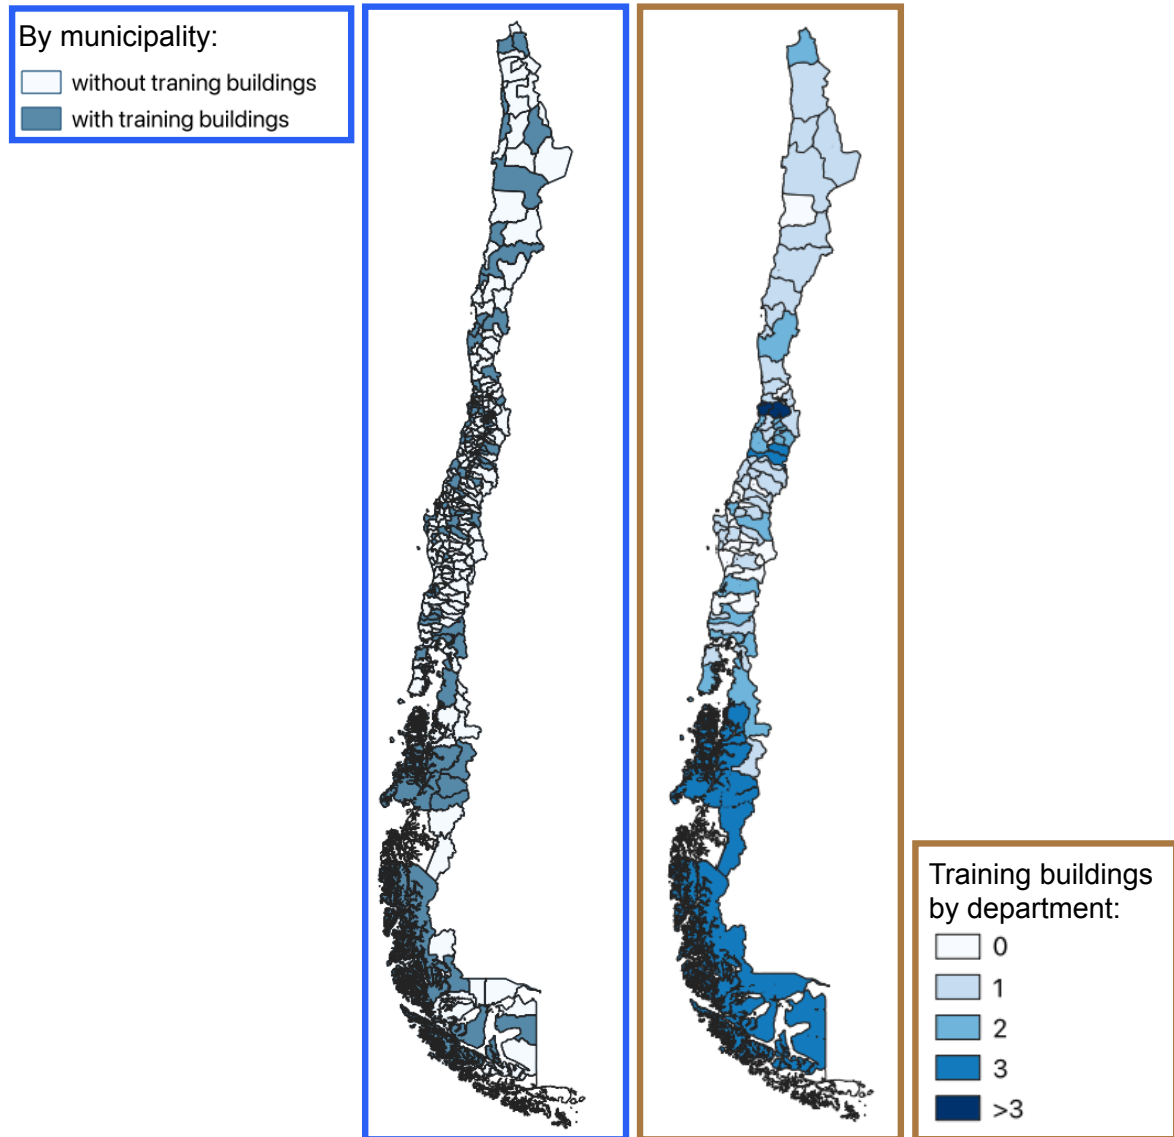 By municipality:
without traning buildings
with training buildings
Training buildings
by department:
0
1
2
3
>3